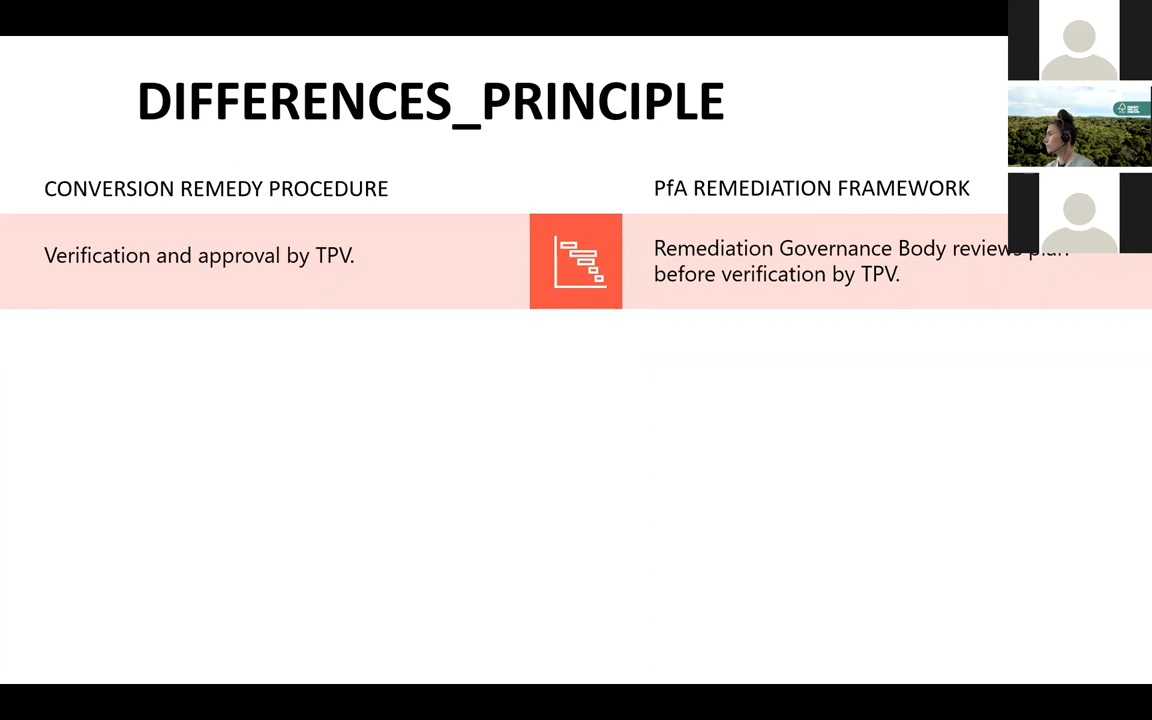 DIFFERENCES_PRINCIPLE
CONVERSION REMEDY PROCEDURE
PfA REMEDIATION FRAMEWORK
Verification and approval by TPV.
Remediation Governance Body reviews plan
before verification by TPV.